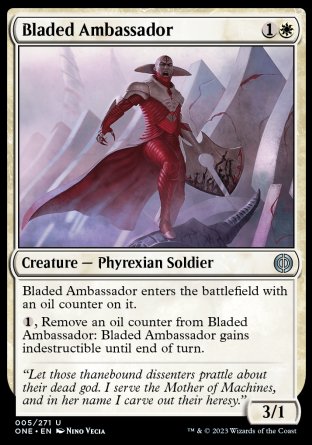 Bladed Ambassador 1
Creature — Phyrexian Soldier
Bladed Ambassador enters the battlefield with
an oil counter on it.
1, Remove an oil counter from Bladed
Ambassador: Bladed Ambassador gains
indestructible until end of turn.
"Let those thanebound dissenters prattle about
their dead god. I serve the Mother of Machines,
and in her name I carve out their heresy."
3/1
005/271 U
ONE • EN Nino Vecia
™ & © 2023 Wizards of the Coast